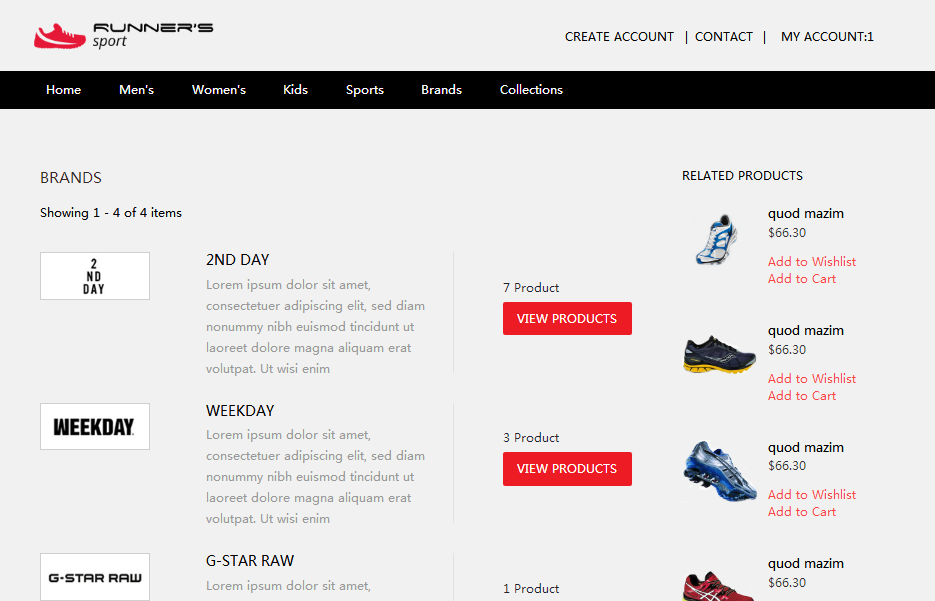 RUNNER'S
sport
CREATE ACCOUNT | CONTACT | MY ACCOUNT:1
Home Men's Women's Kids Sports Brands Collections
BRANDS
Showing 1 - 4 of 4 items
2
ND
DAY
2ND DAY
Lorem ipsum dolor sit amet,
consectetuer adipiscing elit, sed diam
nonummy nibh euismod tincidunt ut
laoreet dolore magna aliquam erat
volutpat. Ut wisi enim
7 Product
VIEW PRODUCTS
WEEKDAY
WEEKDAY
Lorem ipsum dolor sit amet,
consectetuer adipiscing elit, sed diam
nonummy nibh euismod tincidunt ut
laoreet dolore magna aliquam erat
volutpat. Ut wisi enim
3 Product
VIEW PRODUCTS
G-STAR RAW
G-STAR RAW
Lorem ipsum dolor sit amet,
1 Product
RELATED PRODUCTS
quod mazim
$66.30
Add to Wishlist
Add to Cart
quod mazim
$66.30
Add to Wishlist
Add to Cart
quod mazim
$66.30
Add to Wishlist
Add to Cart
quod mazim
$66.30